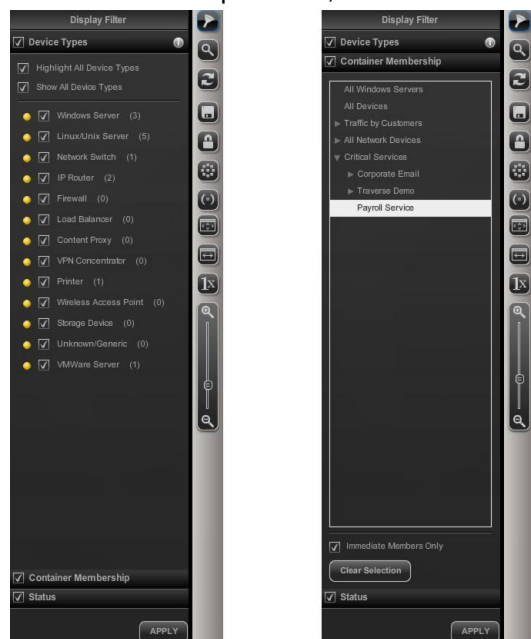 Display Filter
Device Types
Highlight All Device Types
Show All Device Types
Windows Server (3)
Linux/Unix Server (5)
Network Switch (1)
IP Router (2)
Firewall (0)
Load Balancer (0)
Content Proxy (0)
VPN Concentrator (0)
Printer (1)
Wireless Access Point (0)
Storage Device (0)
Unknown/Generic (0)
VMWare Server (1)
Container Membership
Status
APPLY
1x
Display Filter
Device Types
Container Membership
All Windows Servers
All Devices
Traffic by Customers
All Network Devices
Critical Services
Corporate Email
Traverse Demo
Payroll Service
Immediate Members Only
Clear Selection
Status
APPLY
1x